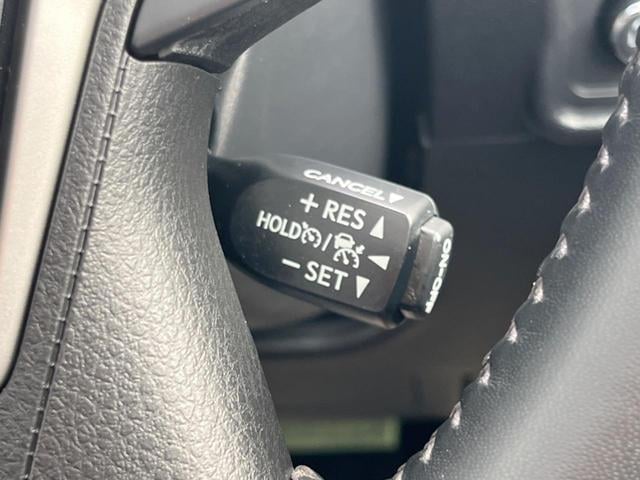 CANCEL
+ RES
HOLD /
- SET
ON-OFF